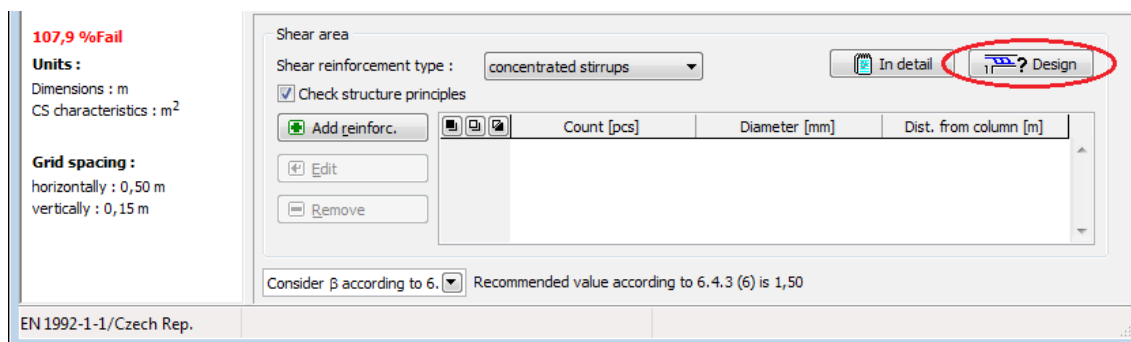 107,9 %Fail
Units :
Dimensions : m
CS characteristics : m²
Grid spacing :
horizontally : 0,50 m
vertically : 0,15 m
Shear area
Shear reinforcement type : concentrated stirrups In detail ? Design
Check structure principles
Add reinforc. Count [pcs] Diameter [mm] Dist. from column [m]
Edit
Remove
Consider β according to 6. Recommended value according to 6.4.3 (6) is 1,50
EN 1992-1-1/Czech Rep.